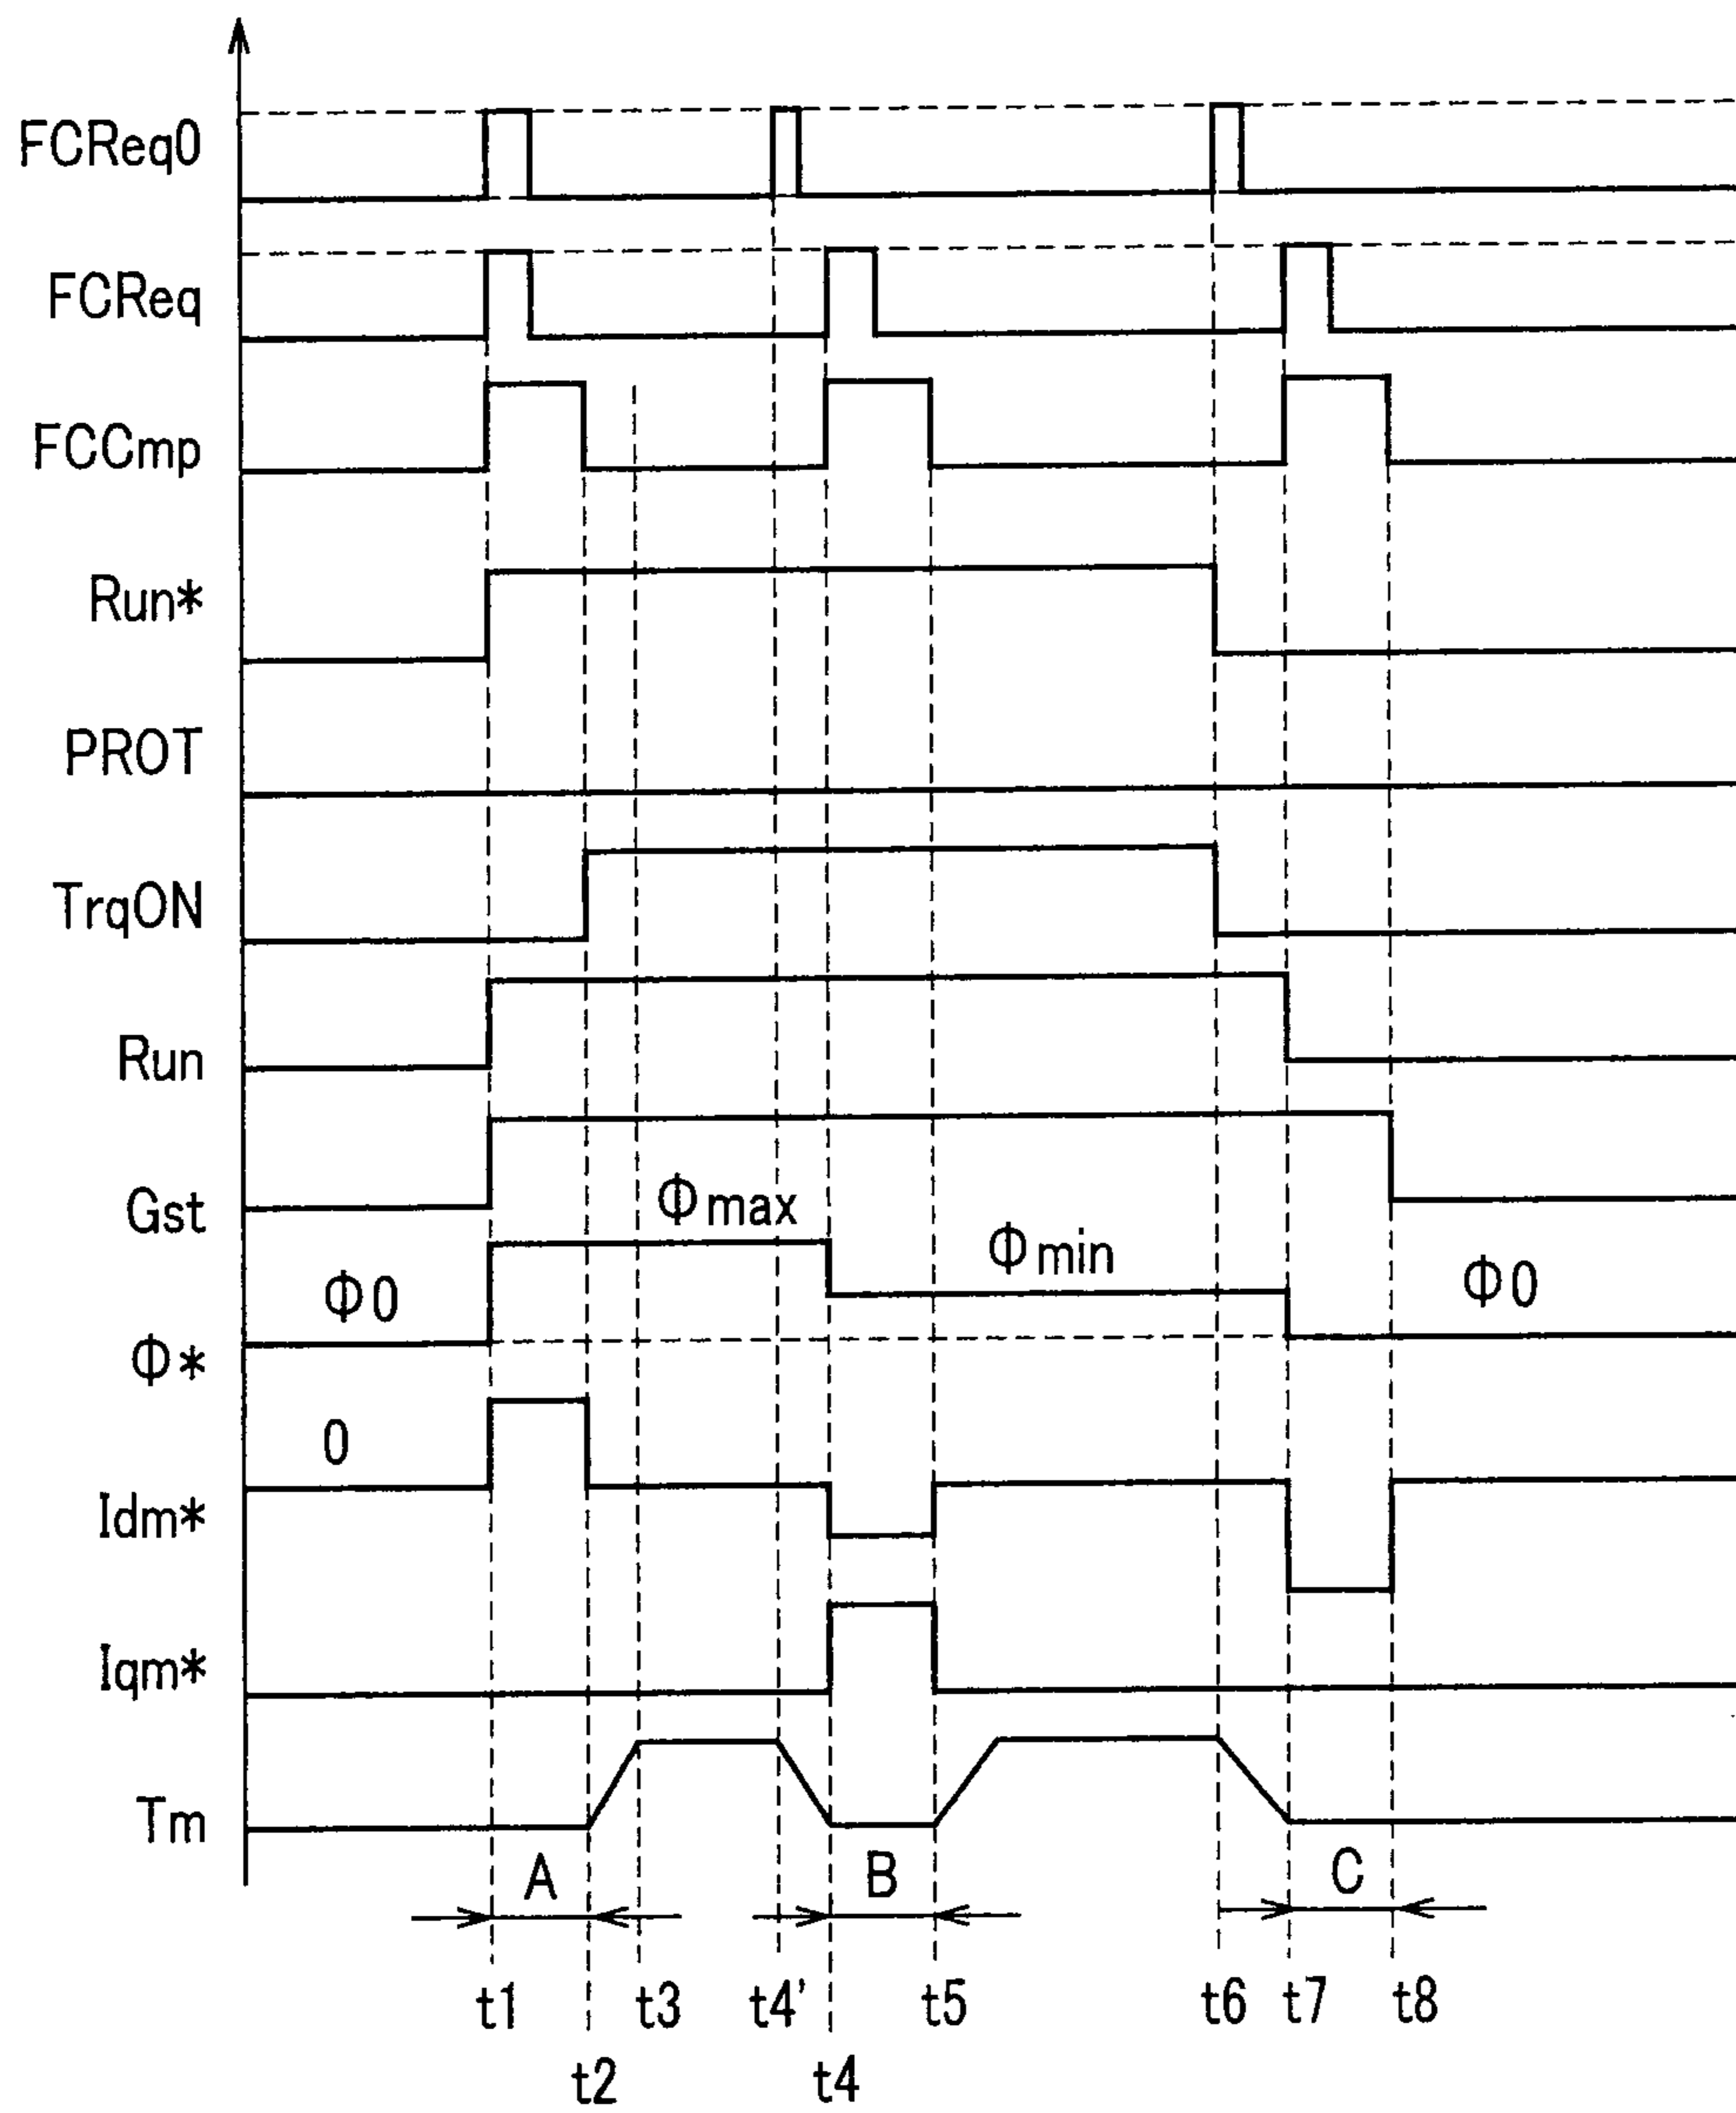 FCReq0
FCReq
FCCmp
Run*
PROT
TrqON
Run
Gst
Φmax
Φmin
Φ0
Φ0
Φ*
0
Idm*
Iqm*
Tm
A
B
C
t1
t3
t4'
t5
t6
t7
t8
t2
t4